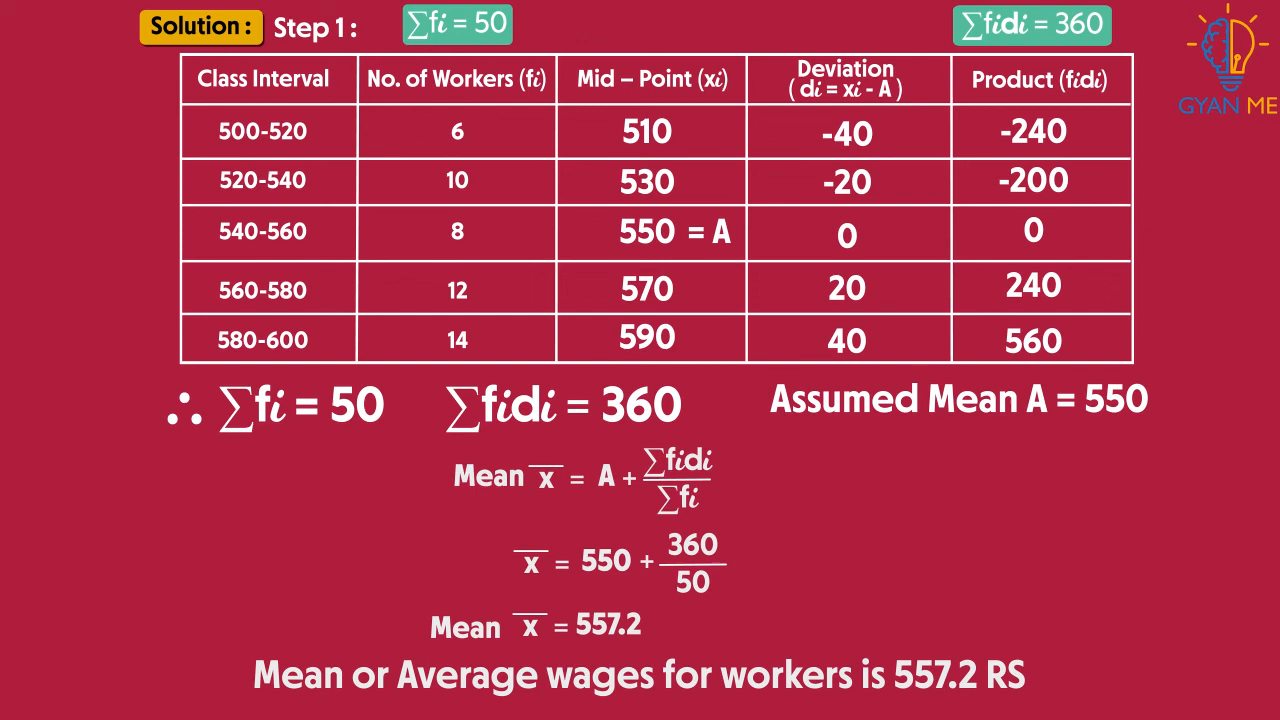 Solution : Step 1 : ∑fi = 50 ∑fidi = 360
GYAN ME
Class Interval No. of Workers (fi) Mid – Point (xi) Deviation ( di = xi - A ) Product (fidi)
500-520 6 510 -40 -240
520-540 10 530 -20 -200
540-560 8 550 = A 0 0
560-580 12 570 20 240
580-600 14 590 40 560
∴ ∑fi = 50 ∑fidi = 360 Assumed Mean A = 550
Mean x̅ = A + ∑fidi / ∑fi
x̅ = 550 + 360 / 50
Mean x̅ = 557.2
Mean or Average wages for workers is 557.2 RS